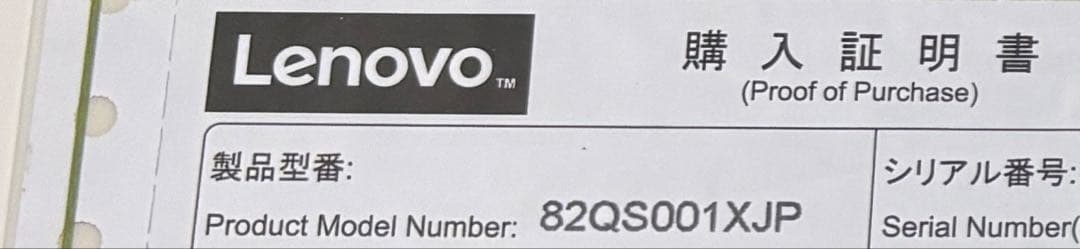 Lenovo™
購入証明書
(Proof of Purchase)
製品型番:
Product Model Number: 82QS001XJP
シリアル番号:
Serial Number(